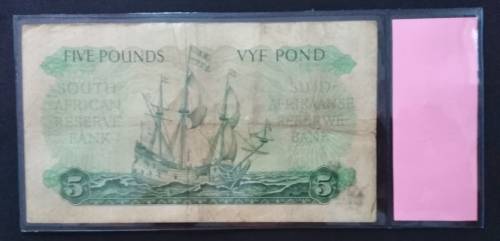 FIVE POUNDS
VYF POND
SOUTH
AFRICAN
RESERVE
BANK
SUID-
AFRIKAANSE
RESERWE-
BANK
5
5